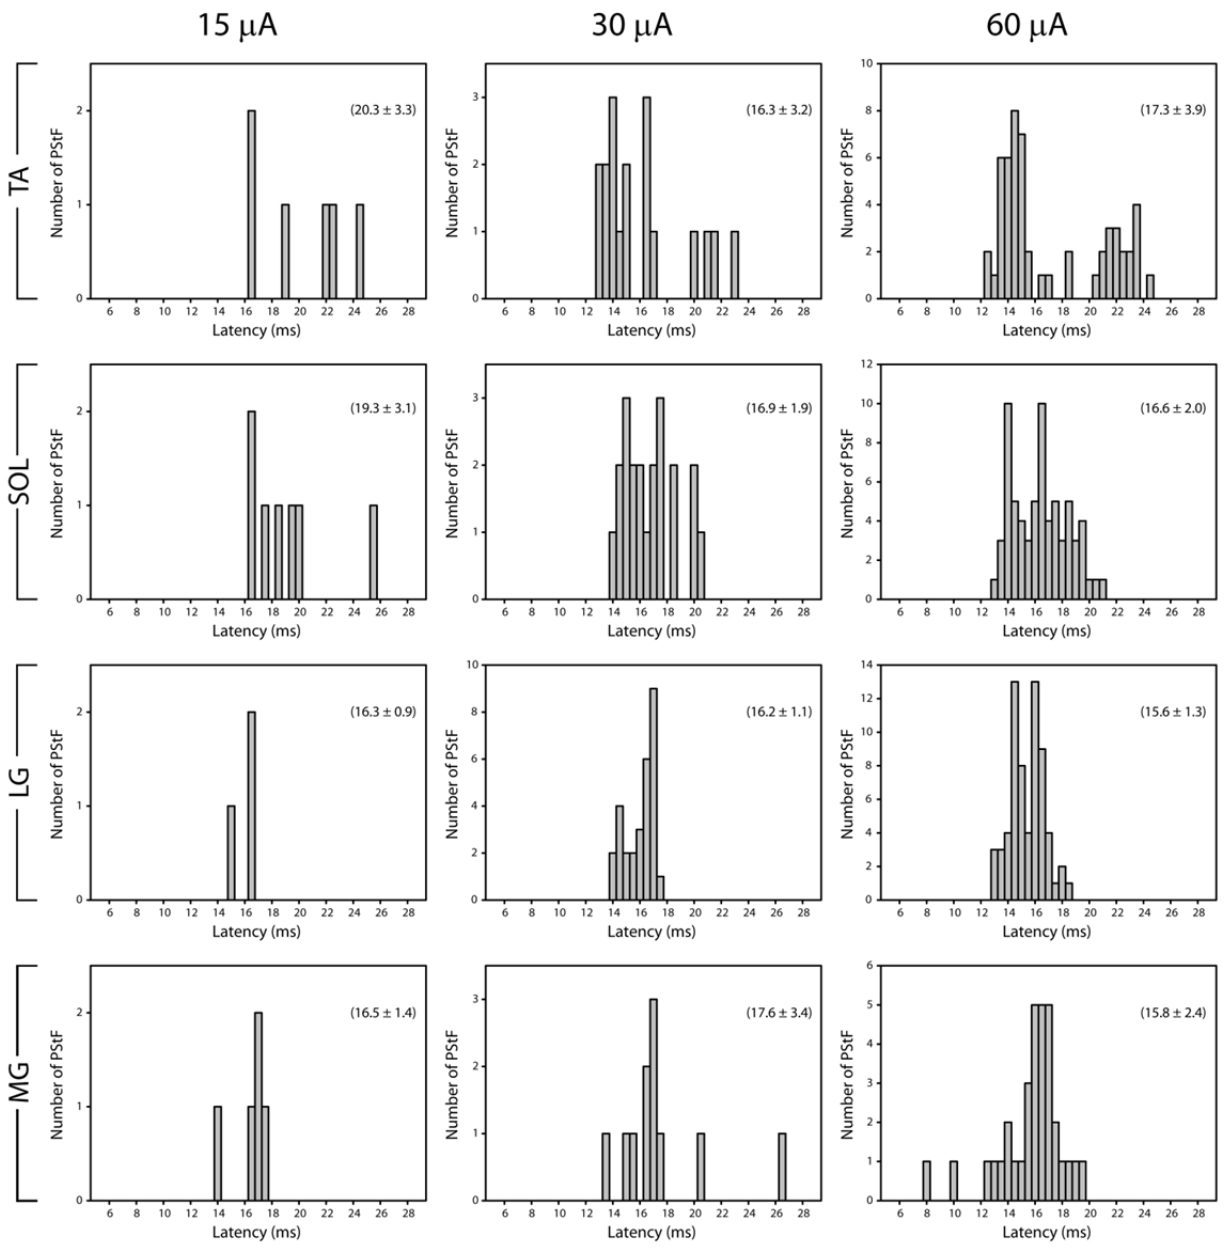 15 μA 30 μA 60 μA
TA
Number of PStF
2
1
0
(20.3 ± 3.3)
6 8 10 12 14 16 18 20 22 24 26 28
Latency (ms)
Number of PStF
3
2
1
0
(16.3 ± 3.2)
6 8 10 12 14 16 18 20 22 24 26 28
Latency (ms)
Number of PStF
10
8
6
4
2
0
(17.3 ± 3.9)
6 8 10 12 14 16 18 20 22 24 26 28
Latency (ms)
SOL
Number of PStF
2
1
0
(19.3 ± 3.1)
6 8 10 12 14 16 18 20 22 24 26 28
Latency (ms)
Number of PStF
3
2
1
0
(16.9 ± 1.9)
6 8 10 12 14 16 18 20 22 24 26 28
Latency (ms)
Number of PStF
12
10
8
6
4
2
0
(16.6 ± 2.0)
6 8 10 12 14 16 18 20 22 24 26 28
Latency (ms)
LG
Number of PStF
2
1
0
(16.3 ± 0.9)
6 8 10 12 14 16 18 20 22 24 26 28
Latency (ms)
Number of PStF
10
8
6
4
2
0
(16.2 ± 1.1)
6 8 10 12 14 16 18 20 22 24 26 28
Latency (ms)
Number of PStF
14
12
10
8
6
4
2
0
(15.6 ± 1.3)
6 8 10 12 14 16 18 20 22 24 26 28
Latency (ms)
MG
Number of PStF
2
1
0
(16.5 ± 1.4)
6 8 10 12 14 16 18 20 22 24 26 28
Latency (ms)
Number of PStF
3
2
1
0
(17.6 ± 3.4)
6 8 10 12 14 16 18 20 22 24 26 28
Latency (ms)
Number of PStF
6
5
4
3
2
1
0
(15.8 ± 2.4)
6 8 10 12 14 16 18 20 22 24 26 28
Latency (ms)